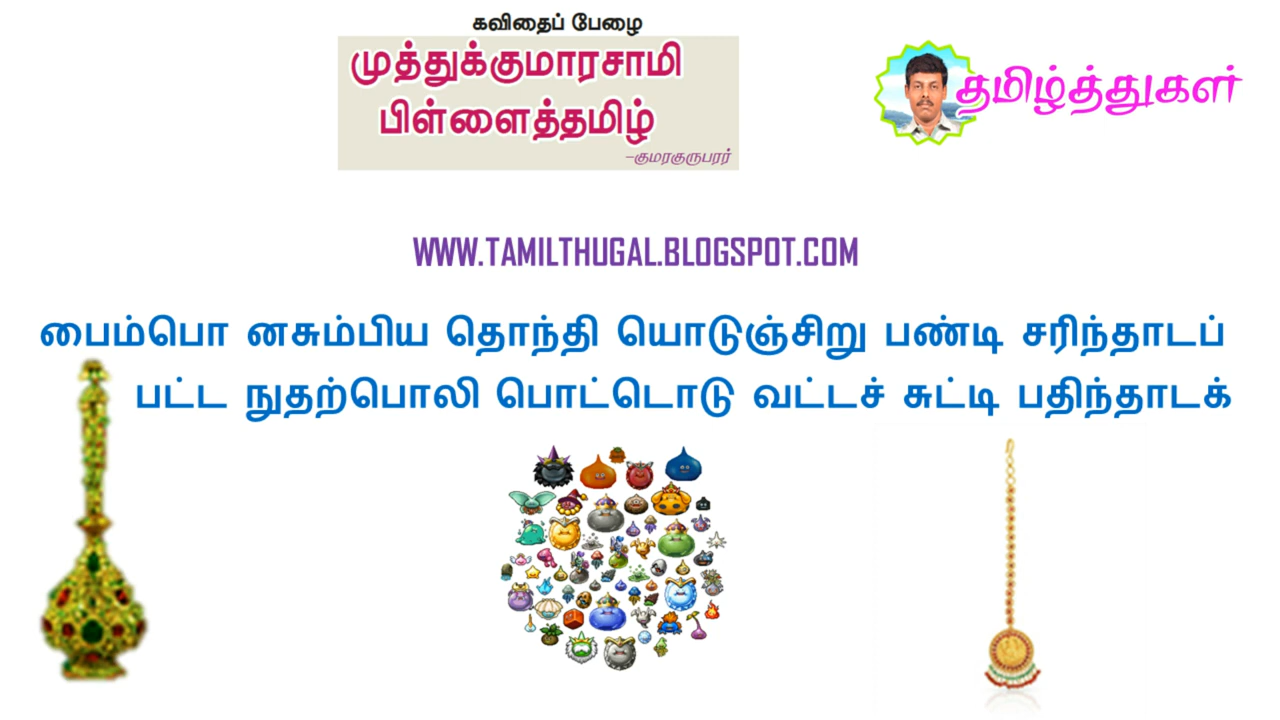 கவிதைப் பேழை
முத்துக்குமாரசாமி
பிள்ளைத்தமிழ்
–குமரகுருபரர்
தமிழ்த்துகள்
WWW.TAMILTHUGAL.BLOGSPOT.COM
பைம்பொ னசும்பிய தொந்தி யொடுஞ்சிறு பண்டி சரிந்தாடப்
பட்ட நுதற்பொலி பொட்டொடு வட்டச் சுட்டி பதிந்தாடக்